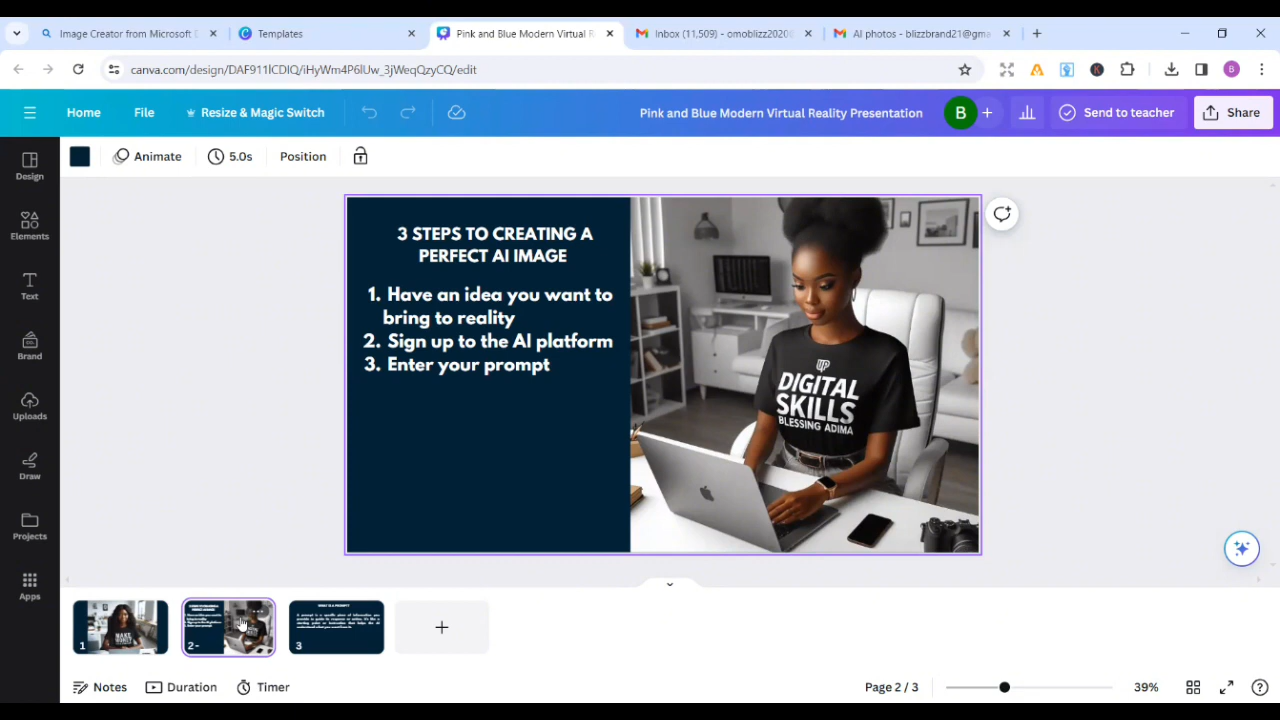 Image Creator from Microsoft D
Templates
Pink and Blue Modern Virtual R
Inbox (11,509) - omoblizz2020
AI photos - blizzbrand21@gma
canva.com/design/DAF911lCDIQ/iHyWm4P6lUw_3jWeqQzyCQ/edit
B
Home
File
Resize & Magic Switch
Pink and Blue Modern Virtual Reality Presentation
B
Send to teacher
Share
Animate
5.0s
Position
Design
Elements
Text
Brand
Uploads
Draw
Projects
Apps
3 STEPS TO CREATING A
PERFECT AI IMAGE
1. Have an idea you want to
bring to reality
2. Sign up to the AI platform
3. Enter your prompt
UP
DIGITAL
SKILLS
BLESSING ADIMA
1
2-
WHAT IS A PROMPT?
3
Notes
Duration
Timer
Page 2 / 3
39%